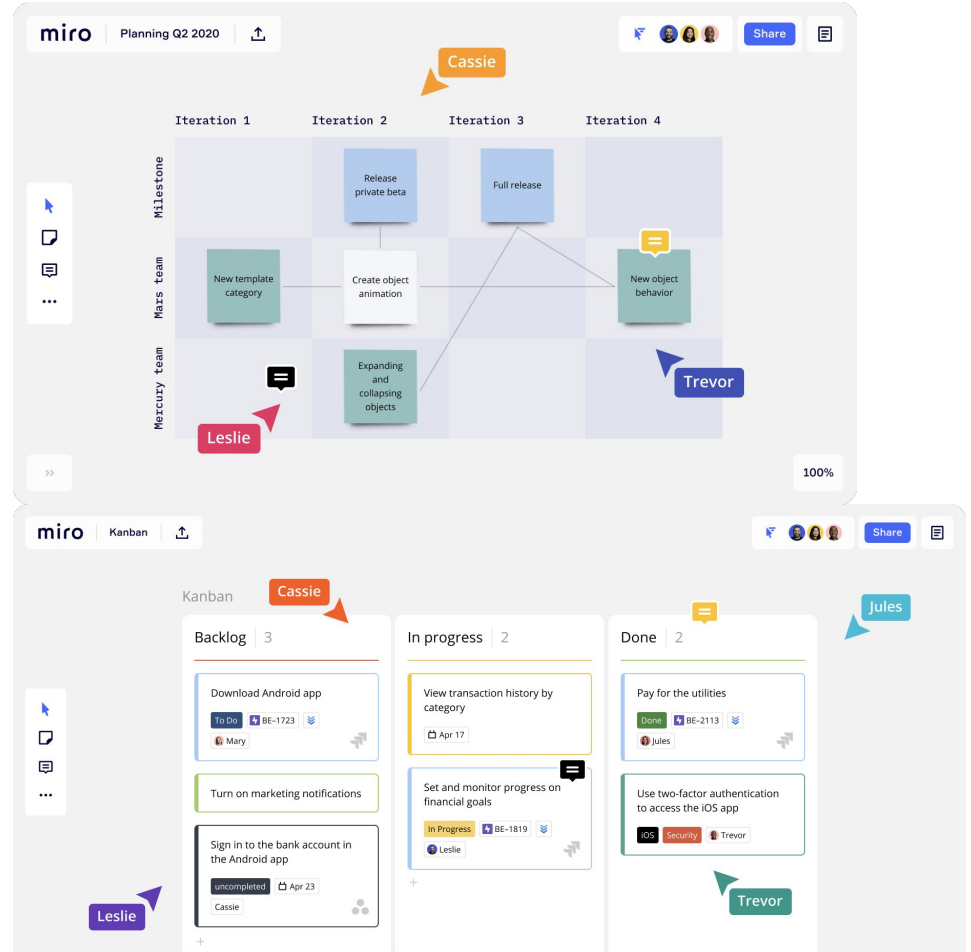 miro
Planning Q2 2020
Share
Cassie
Iteration 1
Iteration 2
Iteration 3
Iteration 4
Milestone
Release
private beta
Full release
Mars team
New template
category
Create object
animation
New object
behavior
Mercury team
Expanding
and
collapsing
objects
Trevor
Leslie
100%
miro
Kanban
Share
Kanban
Cassie
Jules
Backlog 3
In progress 2
Done 2
Download Android app
To Do BE-1723
Mary
Turn on marketing notifications
Sign in to the bank account in
the Android app
uncompleted Apr 23
Cassie
+
View transaction history by
category
Apr 17
Set and monitor progress on
financial goals
In Progress BE-1819
Leslie
+
Pay for the utilities
Done BE-2113
Jules
Use two-factor authentication
to access the iOS app
iOS Security Trevor
Leslie
Trevor